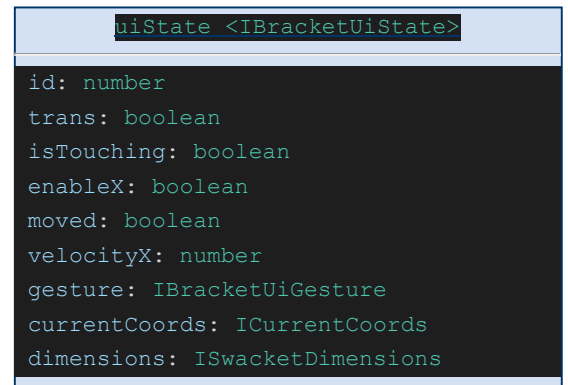 uiState <IBracketUiState>
id: number
trans: boolean
isTouching: boolean
enableX: boolean
moved: boolean
velocityX: number
gesture: IBracketUiGesture
currentCoords: ICurrentCoords
dimensions: ISwacketDimensions